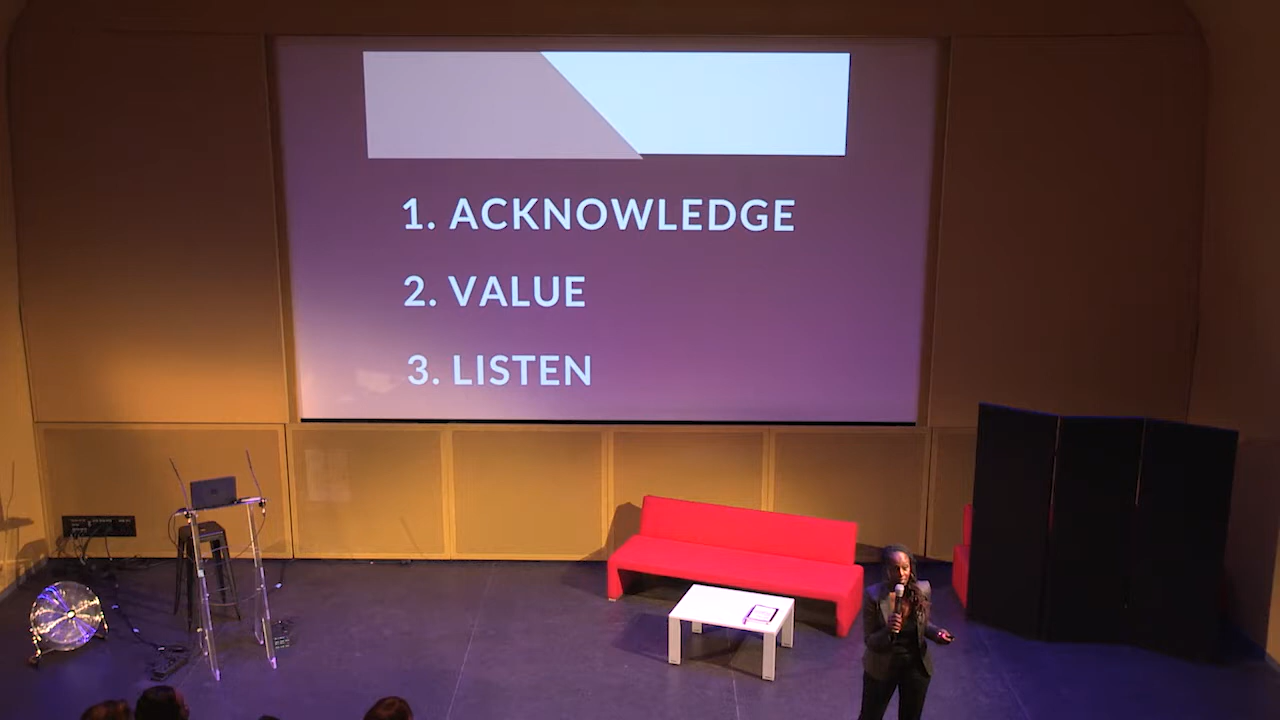 1. ACKNOWLEDGE
2. VALUE
3. LISTEN